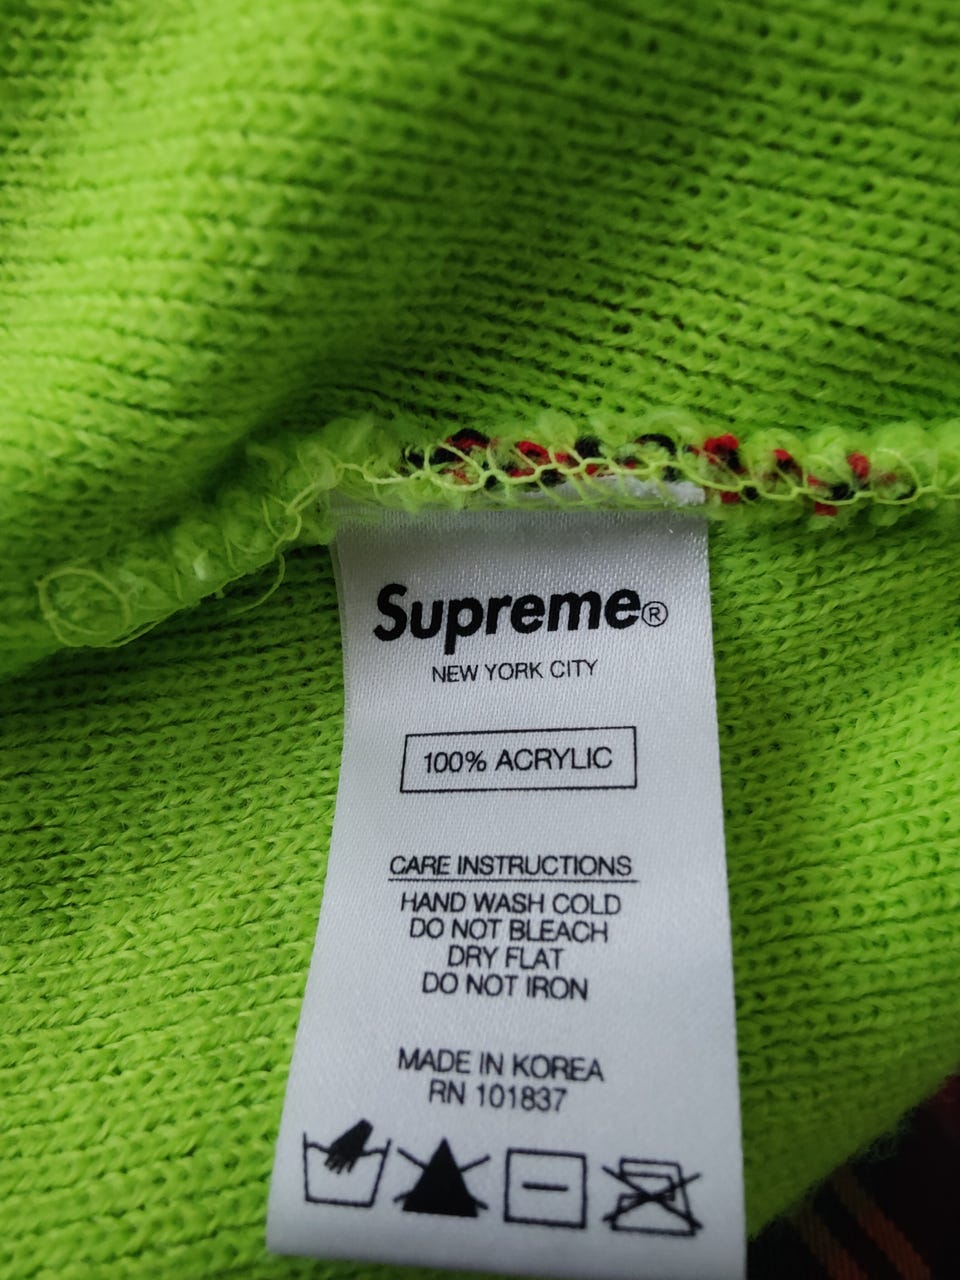 Supreme®
NEW YORK CITY
100% ACRYLIC
CARE INSTRUCTIONS
HAND WASH COLD
DO NOT BLEACH
DRY FLAT
DO NOT IRON
MADE IN KOREA
RN 101837